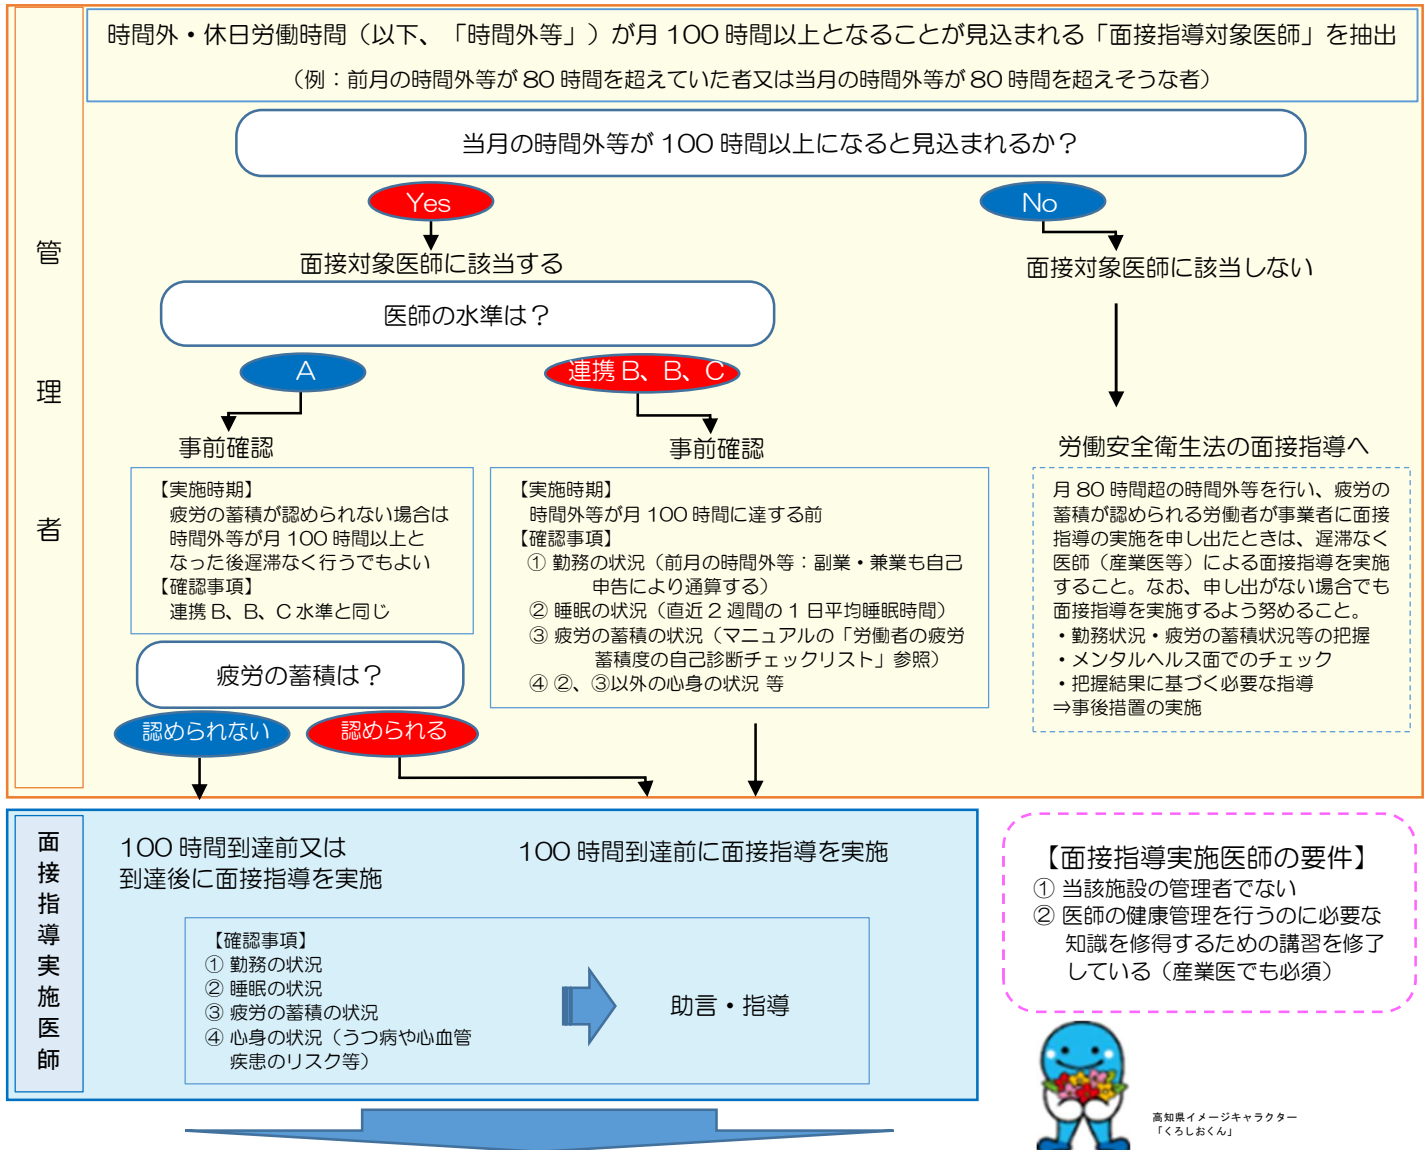 時間外・休日労働時間（以下、「時間外等」）が月100時間以上となることが見込まれる「面接指導対象医師」を抽出
（例：前月の時間外等が80時間を超えていた者又は当月の時間外等が80時間を超えそうな者）
管理者
当月の時間外等が100時間以上になると見込まれるか？
Yes
No
面接対象医師に該当する
面接対象医師に該当しない
医師の水準は？
A
連携B、B、C
事前確認
事前確認
労働安全衛生法の面接指導へ
【実施時期】
疲労の蓄積が認められない場合は
時間外等が月100時間以上と
なった後遅滞なく行うでもよい
【確認事項】
連携B、B、C水準と同じ
疲労の蓄積は？
認められない
認められる
【実施時期】
時間外等が月100時間に達する前
【確認事項】
① 勤務の状況（前月の時間外等：副業・兼業も自己
申告により通算する）
② 睡眠の状況（直近2週間の1日平均睡眠時間）
③ 疲労の蓄積の状況（マニュアルの「労働者の疲労
蓄積度の自己診断チェックリスト」参照）
④ ②、③以外の心身の状況 等
月80時間超の時間外等を行い、疲労の
蓄積が認められる労働者が事業者に面接
指導の実施を申し出たときは、遅滞なく
医師（産業医等）による面接指導を実施
すること。なお、申し出がない場合でも
面接指導を実施するよう努めること。
・勤務状況・疲労の蓄積状況等の把握
・メンタルヘルス面でのチェック
・把握結果に基づく必要な指導
⇒事後措置の実施
面接指導実施医師
100時間到達前又は
到達後に面接指導を実施
100時間到達前に面接指導を実施
【確認事項】
① 勤務の状況
② 睡眠の状況
③ 疲労の蓄積の状況
④ 心身の状況（うつ病や心血管
疾患のリスク等）
助言・指導
【面接指導実施医師の要件】
① 当該施設の管理者でない
② 医師の健康管理を行うのに必要な
知識を修得するための講習を修了
している（産業医でも必須）
高知県イメージキャラクター
「くろしおくん」